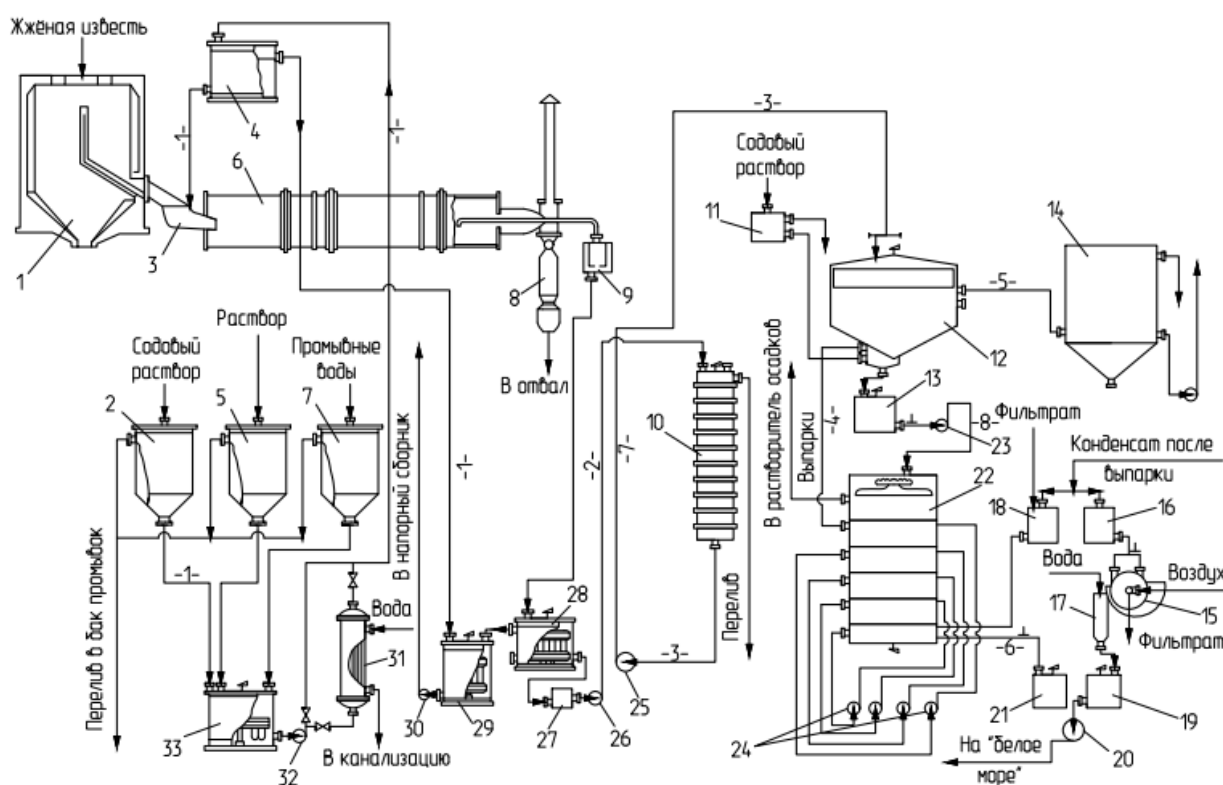 Жжёная известь
4
-1-
-1-
6
1
3
8
9
В отвал
Содовый
раствор
Раствор
Промывные
воды
2
5
7
-1-
Перелив в бак промывок
33
32
31
Вода
В канализацию
В напорный сборник
-1-
30
29
28
27
26
-2-
-7-
25
-3-
10
Перелив
-3-
Содовый
раствор
11
12
-5-
14
13
23
-8-
В растворитель осадков
Выпарки
-4-
22
Фильтрат
Конденсат после
выпарки
18
16
Вода
17
Воздух
15
Фильтрат
-6-
21
19
20
24
На "белое
море"